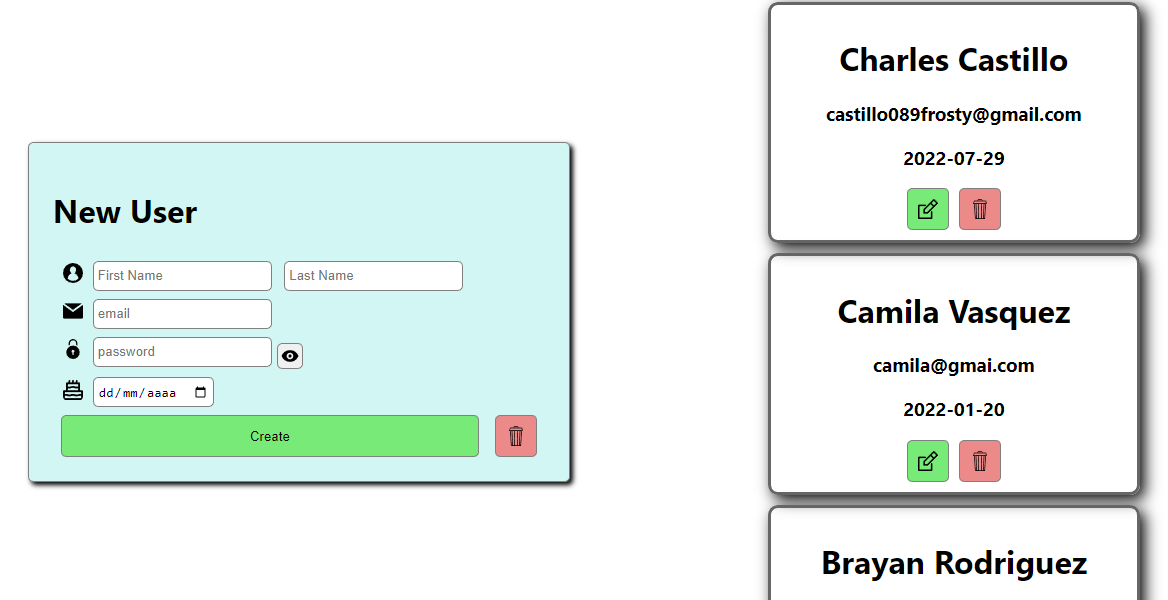 New User
First Name
Last Name
email
password
dd/mm/aaaa
Create
Charles Castillo
castillo089frosty@gmail.com
2022-07-29
Camila Vasquez
camila@gmai.com
2022-01-20
Brayan Rodriguez